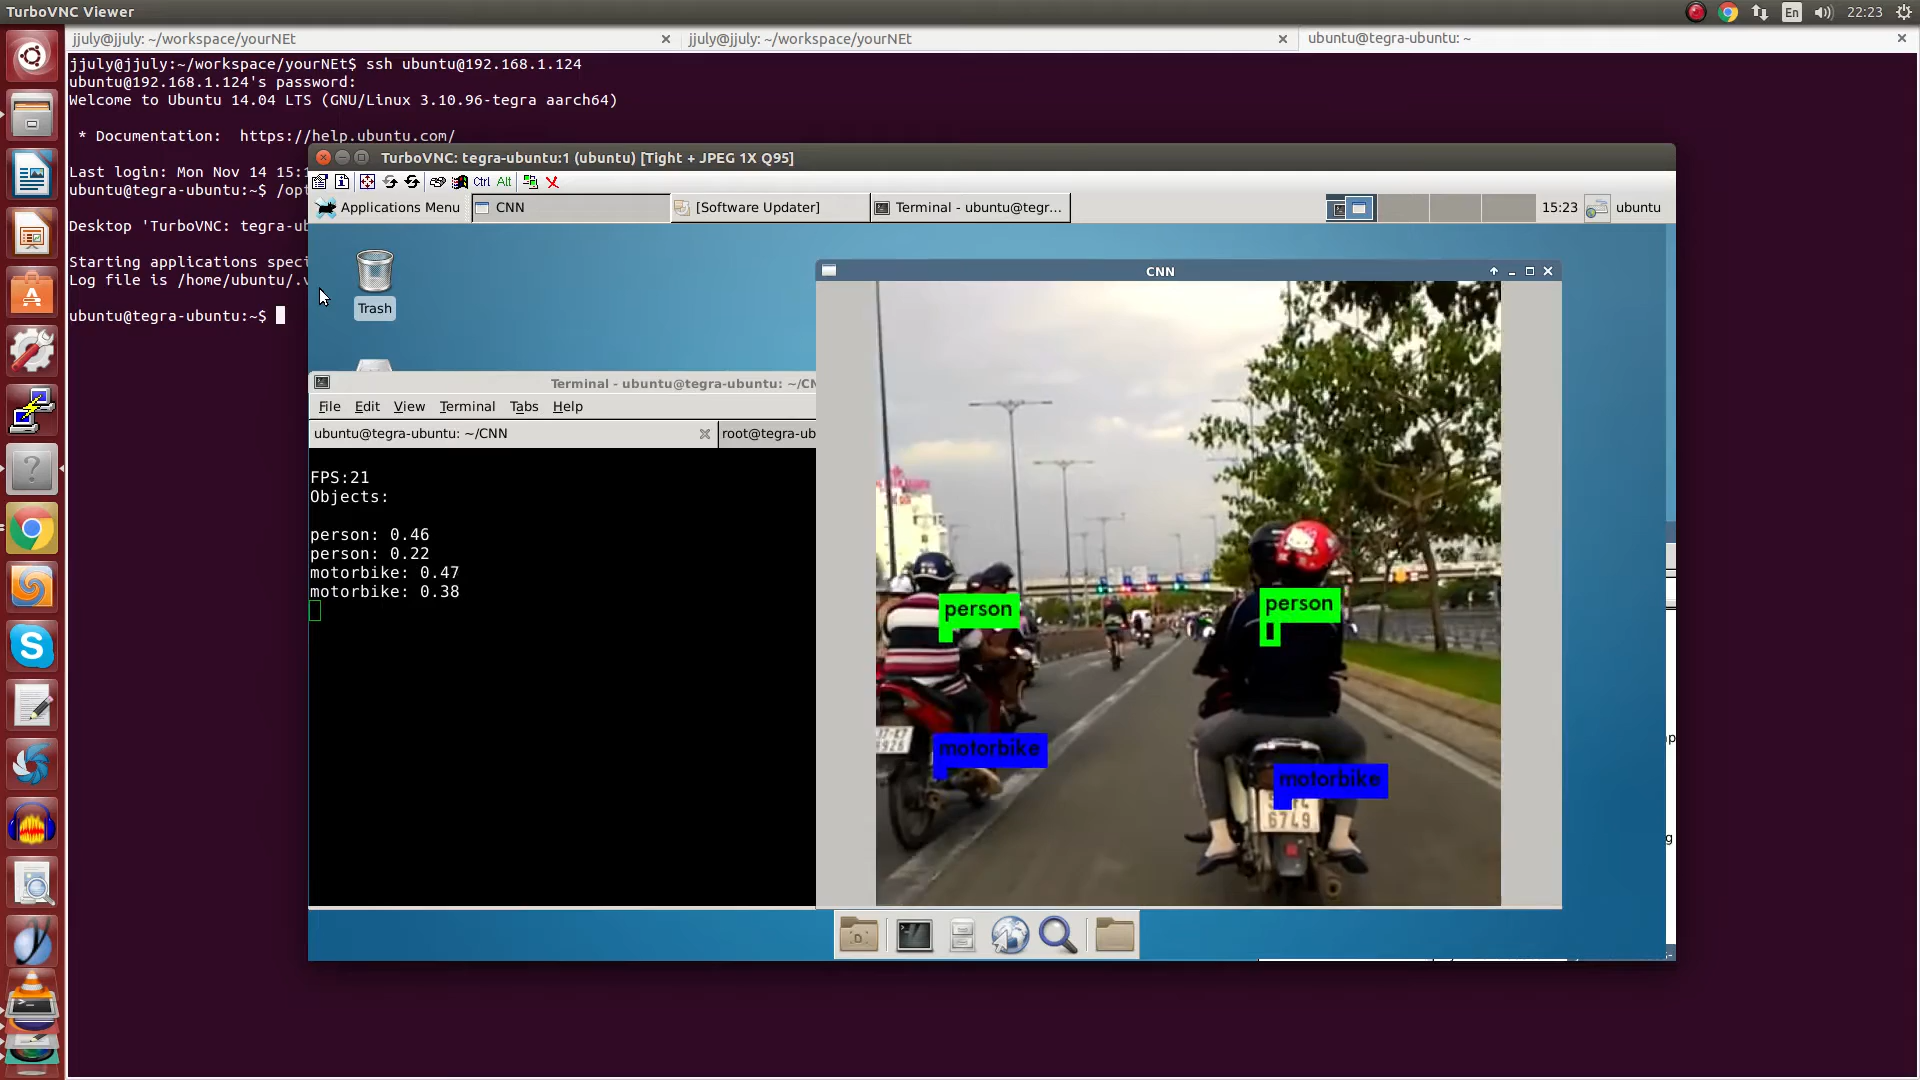 TurboVNC Viewer
En
22:23
jjuly@jjuly: ~/workspace/yourNEt
jjuly@jjuly: ~/workspace/yourNEt
ubuntu@tegra-ubuntu: ~
jjuly@jjuly:~/workspace/yourNEt$ ssh ubuntu@192.168.1.124
ubuntu@192.168.1.124's password:
Welcome to Ubuntu 14.04 LTS (GNU/Linux 3.10.96-tegra aarch64)
* Documentation:  https://help.ubuntu.com/
Last login: Mon Nov 14 15:1
ubuntu@tegra-ubuntu:~$ /opt
Desktop 'TurboVNC: tegra-ub
Starting applications speci
Log file is /home/ubuntu/.v
ubuntu@tegra-ubuntu:~$
TurboVNC: tegra-ubuntu:1 (ubuntu) [Tight + JPEG 1X Q95]
Ctrl Alt
Applications Menu
CNN
[Software Updater]
Terminal - ubuntu@tegr...
15:23
ubuntu
Trash
Terminal - ubuntu@tegra-ubuntu: ~/CN
File Edit View Terminal Tabs Help
ubuntu@tegra-ubuntu: ~/CNN
root@tegra-ub
FPS:21
Objects:
person: 0.46
person: 0.22
motorbike: 0.47
motorbike: 0.38
CNN
person
person
motorbike
motorbike
6749